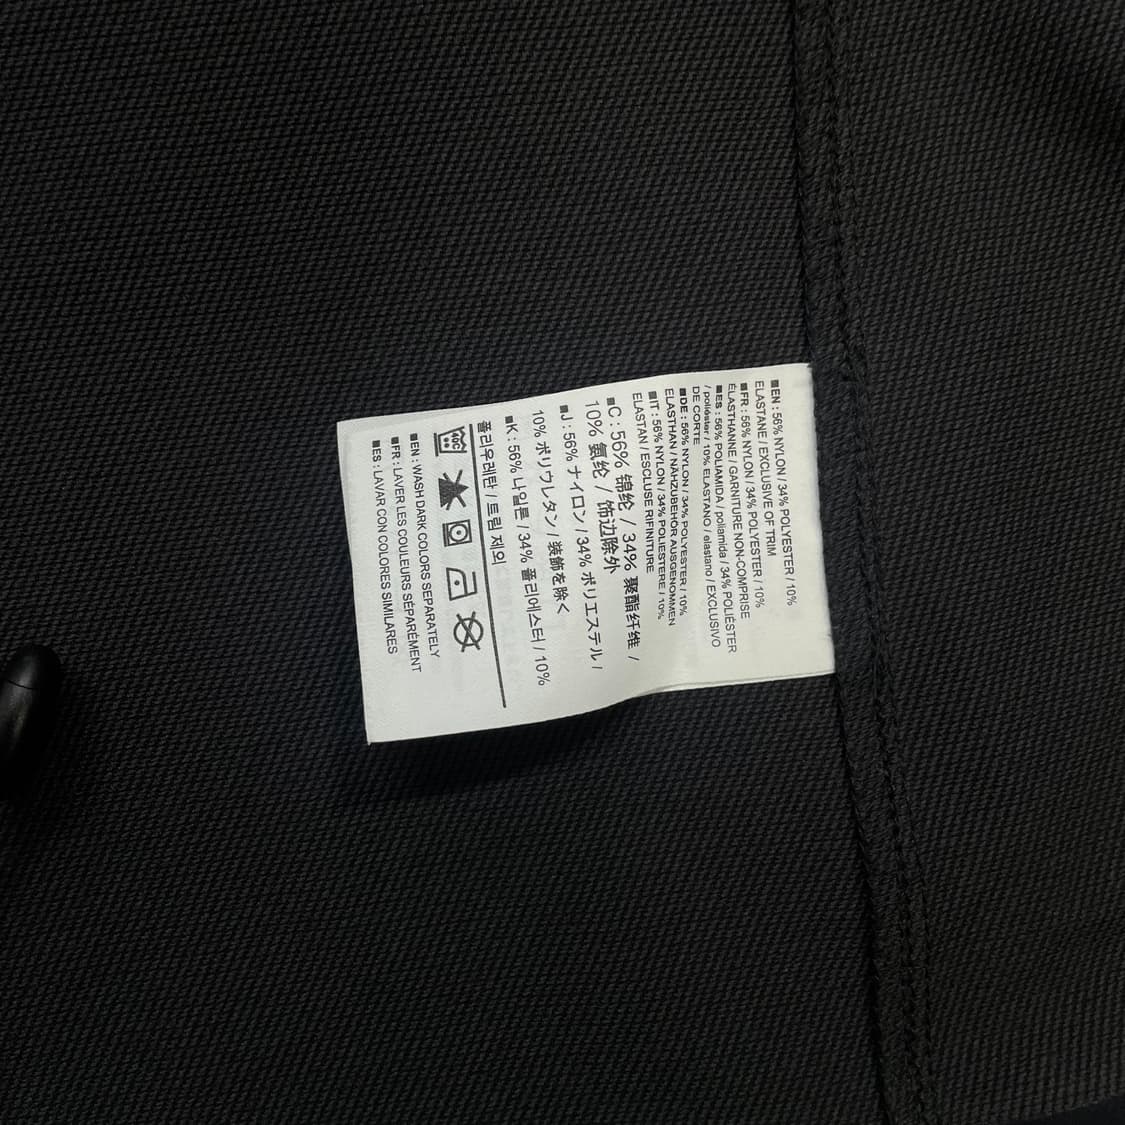 ■EN : 56% NYLON / 34% POLYESTER / 10%
ELASTANE / EXCLUSIVE OF TRIM
■FR : 56% NYLON / 34% POLYESTER / 10%
ÉLASTHANNE / GARNITURE NON-COMPRISE
■ES : 56% POLIAMIDA / poliamida / 34% POLIÉSTER
/ poliéster / 10% ELASTANO / elastano / EXCLUSIVO
DE CORTE
■DE : 56% NYLON / 34% POLYESTER / 10%
ELASTHAN / NÄHZUBEHÖR AUSGENOMMEN
■IT : 56% NYLON / 34% POLIESTERE / 10%
ELASTAN / ESCLUSE RIFINITURE
■C : 56% 锦纶 / 34% 聚酯纤维 /
10% 氨纶 / 饰边除外
■J : 56% ナイロン / 34% ポリエステル /
10% ポリウレタン / 装飾を除く
■K : 56% 나일론 / 34% 폴리에스터 / 10%
폴리우레탄 / 트림 제외
40C
■EN : WASH DARK COLORS SEPARATELY
■FR : LAVER LES COULEURS SÉPARÉMENT
■ES : LAVAR CON COLORES SIMILARES